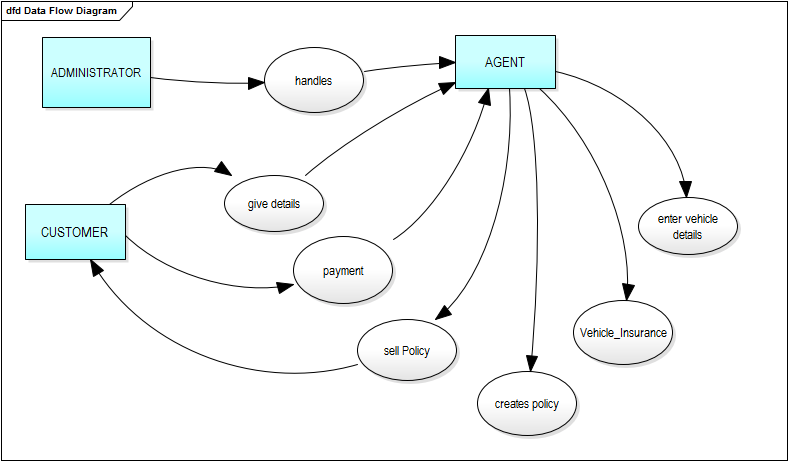 dfd Data Flow Diagram
ADMINISTRATOR
handles
AGENT
give details
CUSTOMER
enter vehicle
details
payment
Vehicle_Insurance
sell Policy
creates policy